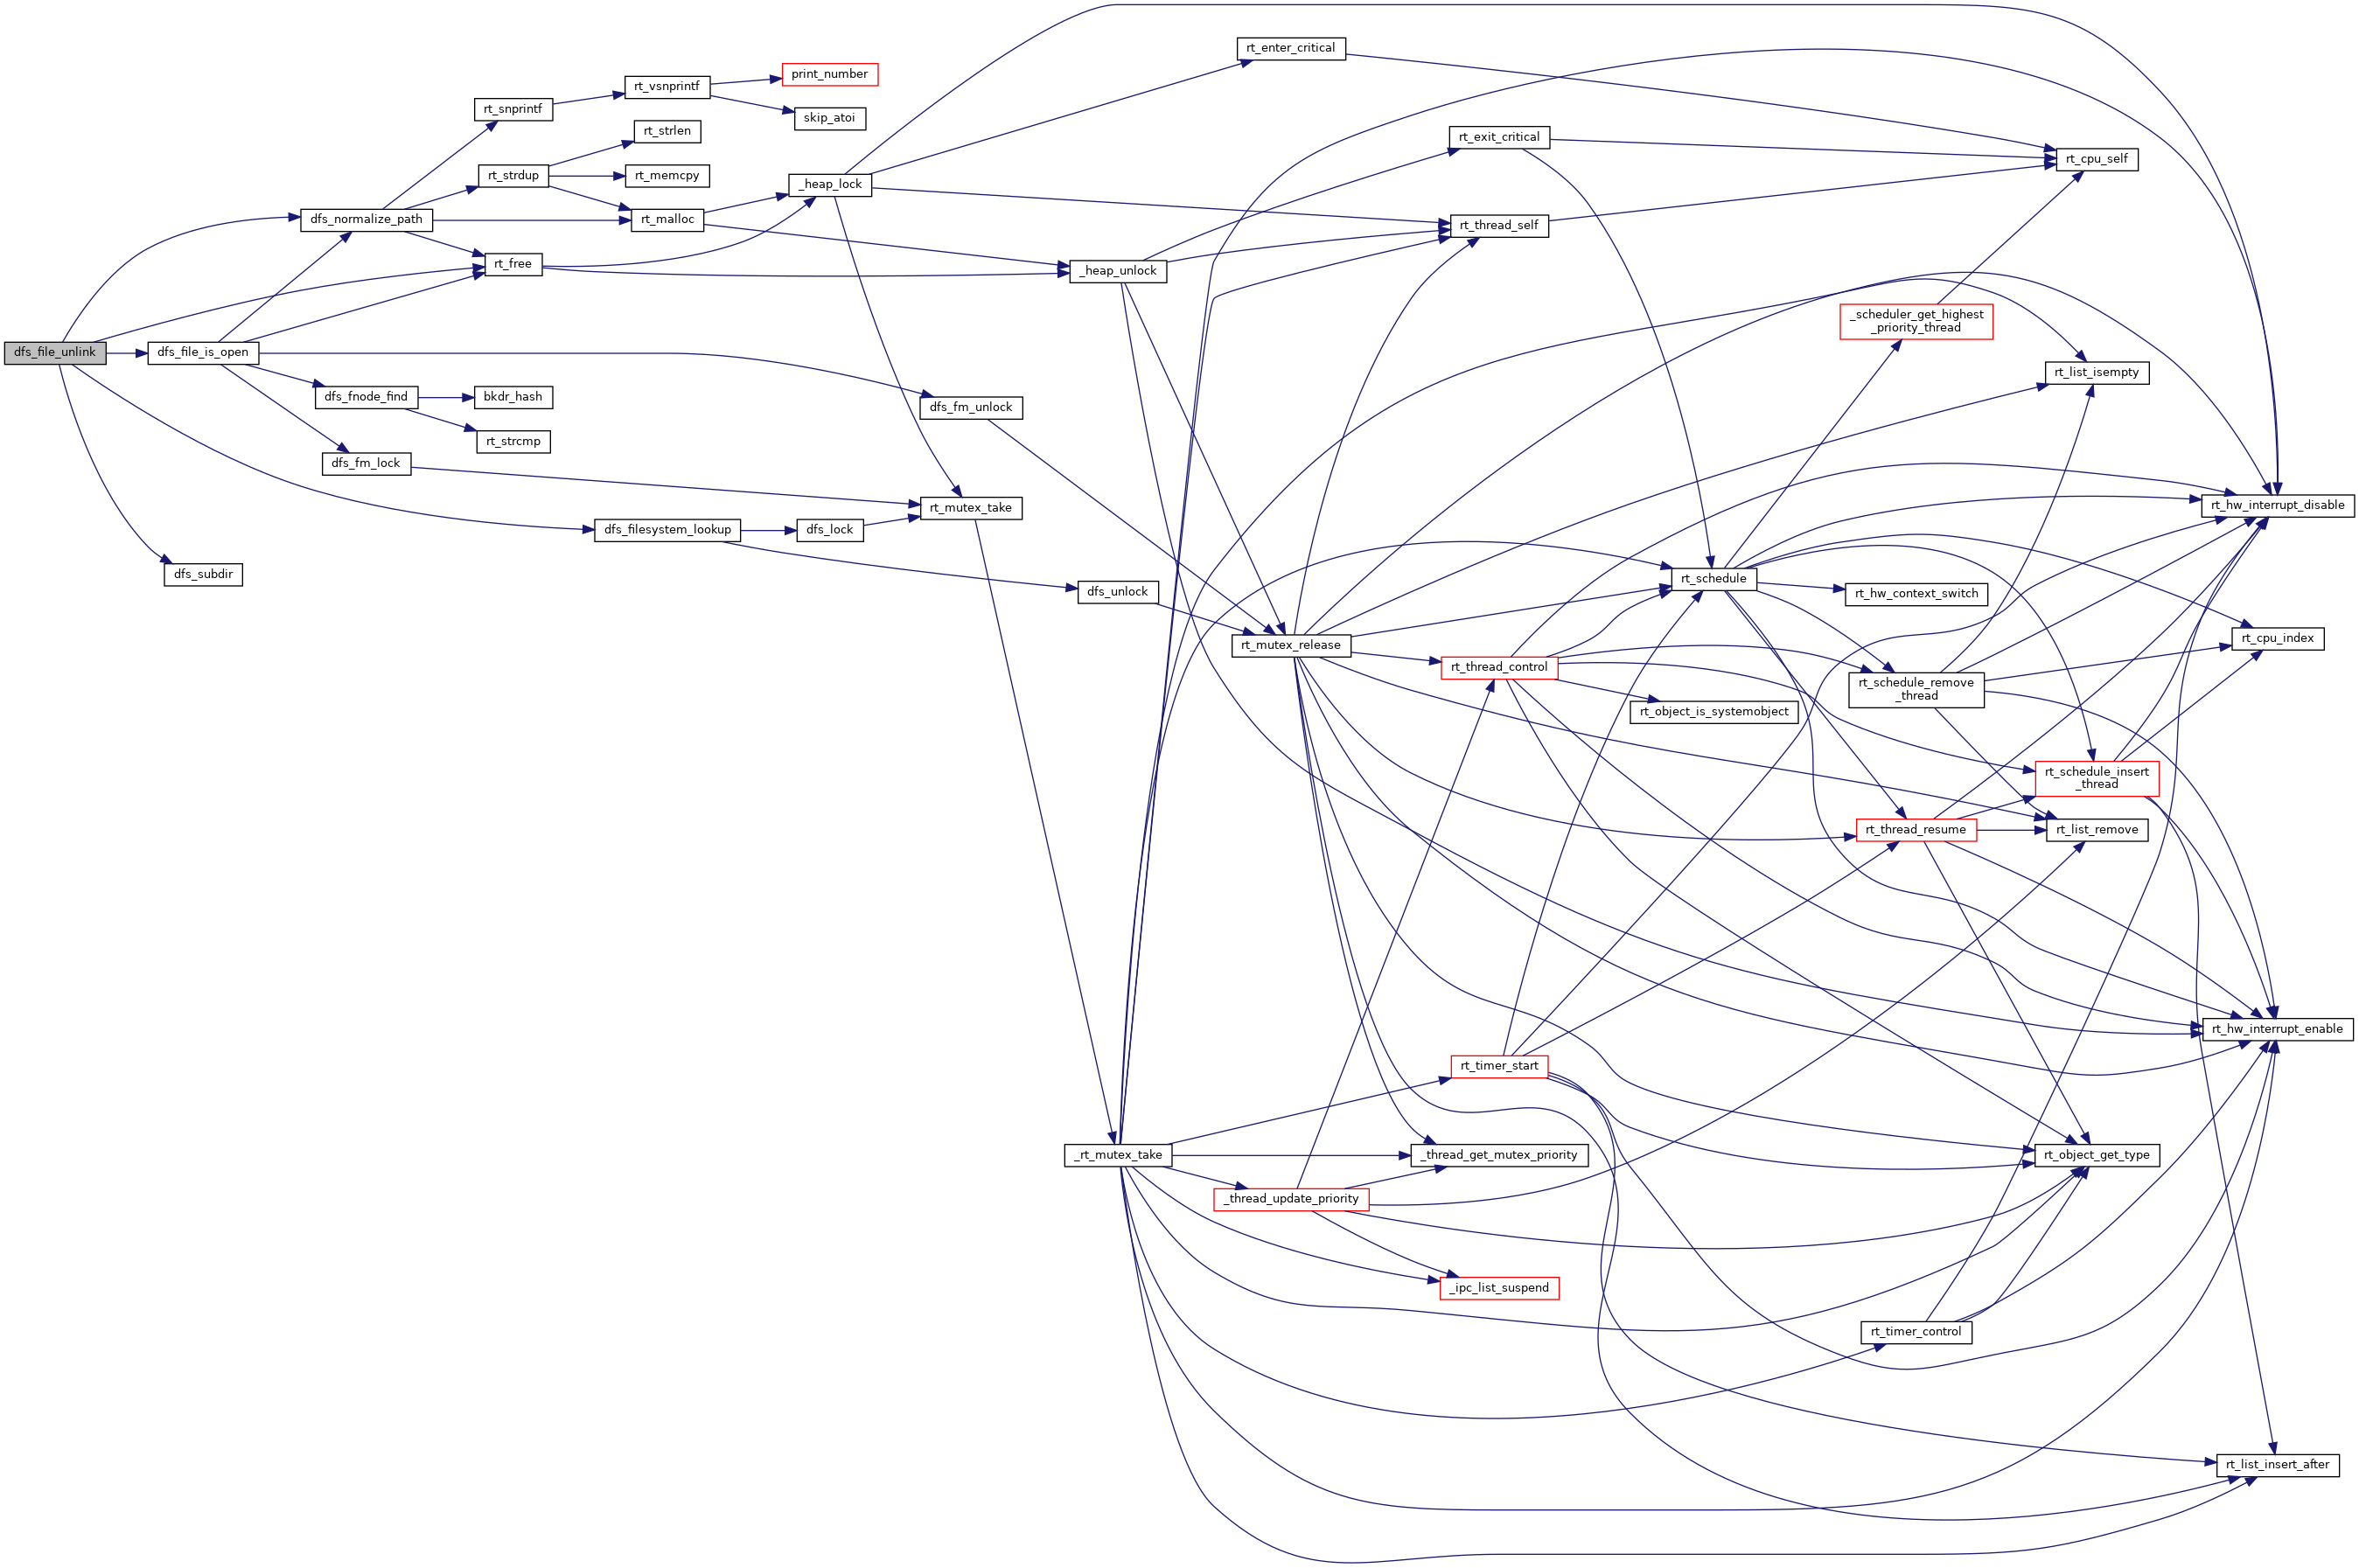 dfs_file_unlink
dfs_file_is_open
dfs_subdir
dfs_normalize_path
dfs_fnode_find
dfs_fm_lock
rt_snprintf
rt_strdup
rt_free
bkdr_hash
rt_strcmp
rt_vsnprintf
rt_strlen
rt_memcpy
rt_malloc
dfs_filesystem_lookup
print_number
skip_atoi
_heap_lock
dfs_lock
dfs_fm_unlock
rt_mutex_take
_heap_unlock
dfs_unlock
_rt_mutex_take
rt_enter_critical
rt_mutex_release
_thread_update_priority
rt_exit_critical
rt_thread_self
rt_thread_control
rt_timer_start
_thread_get_mutex_priority
_ipc_list_suspend
rt_schedule
rt_object_is_systemobject
_scheduler_get_highest
_priority_thread
rt_hw_context_switch
rt_schedule_remove
_thread
rt_thread_resume
rt_timer_control
rt_cpu_self
rt_list_isempty
rt_schedule_insert
_thread
rt_list_remove
rt_object_get_type
rt_hw_interrupt_disable
rt_cpu_index
rt_hw_interrupt_enable
rt_list_insert_after